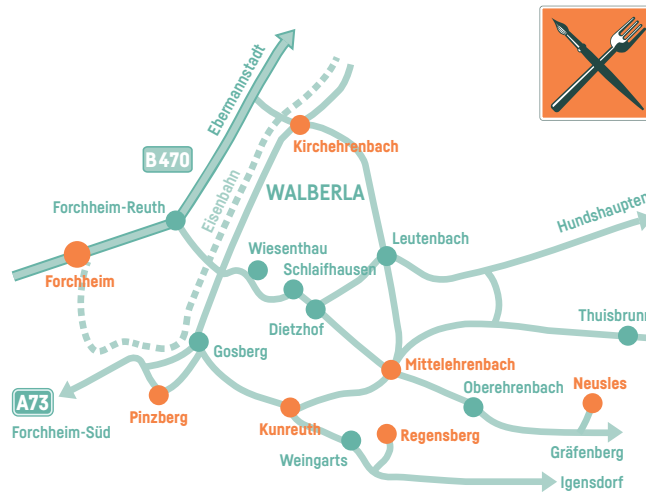 Ebermannstadt
B 470
Kirchehrenbach
Eisenbahn
WALBERLA
Forchheim-Reuth
Hundshaupten
Wiesenthau
Leutenbach
Schlaifhausen
Forchheim
Dietzhof
Thuisbrunn
Gosberg
Mittelehrenbach
Oberehrenbach
Neusles
A73
Pinzberg
Forchheim-Süd
Kunreuth
Regensberg
Weingarts
Gräfenberg
Igensdorf